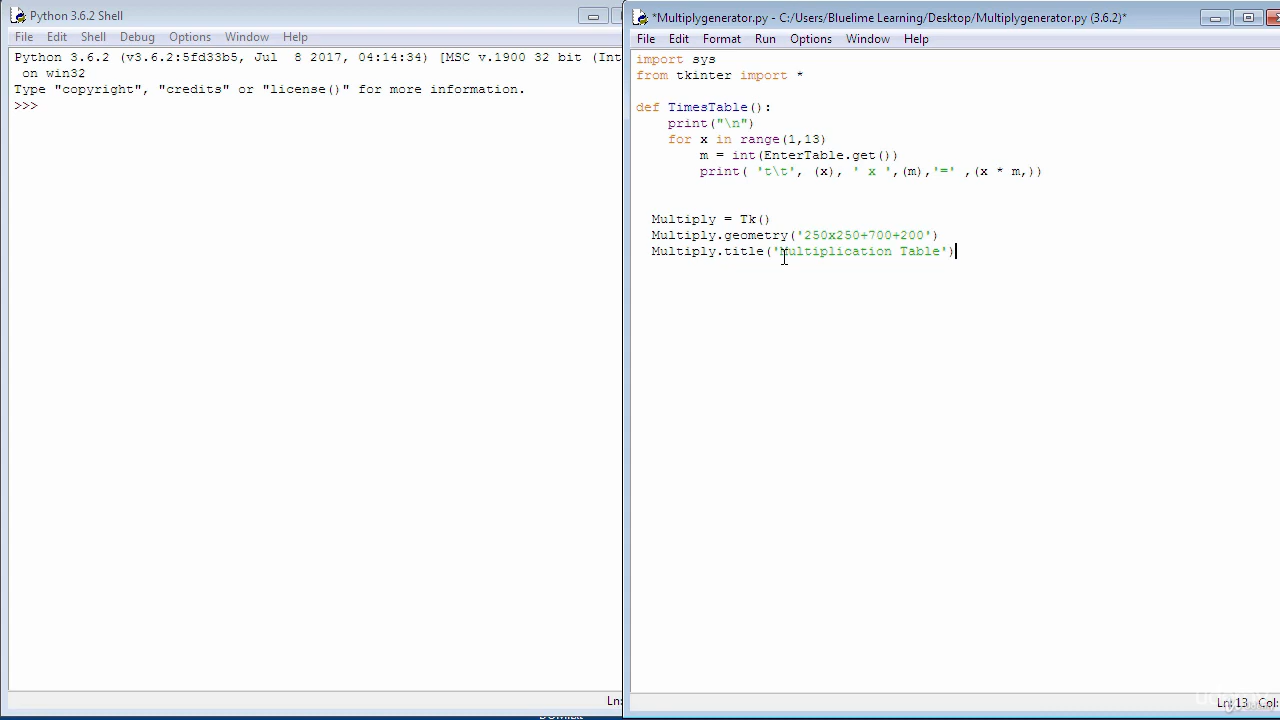 Python 3.6.2 Shell
File Edit Shell Debug Options Window Help
Python 3.6.2 (v3.6.2:5fd33b5, Jul 8 2017, 04:14:34) [MSC v.1900 32 bit (Int
on win32
Type "copyright", "credits" or "license()" for more information.
>>>
*Multiplygenerator.py - C:/Users/Bluelime Learning/Desktop/Multiplygenerator.py (3.6.2)*
File Edit Format Run Options Window Help
import sys
from tkinter import *
def TimesTable():
    print("\n")
    for x in range(1,13)
        m = int(EnterTable.get())
        print( 't\t', (x), ' x ',(m),'=' ,(x * m,))
  Multiply = Tk()
  Multiply.geometry('250x250+700+200')
  Multiply.title('Multiplication Table')
Ln: 13 Col: